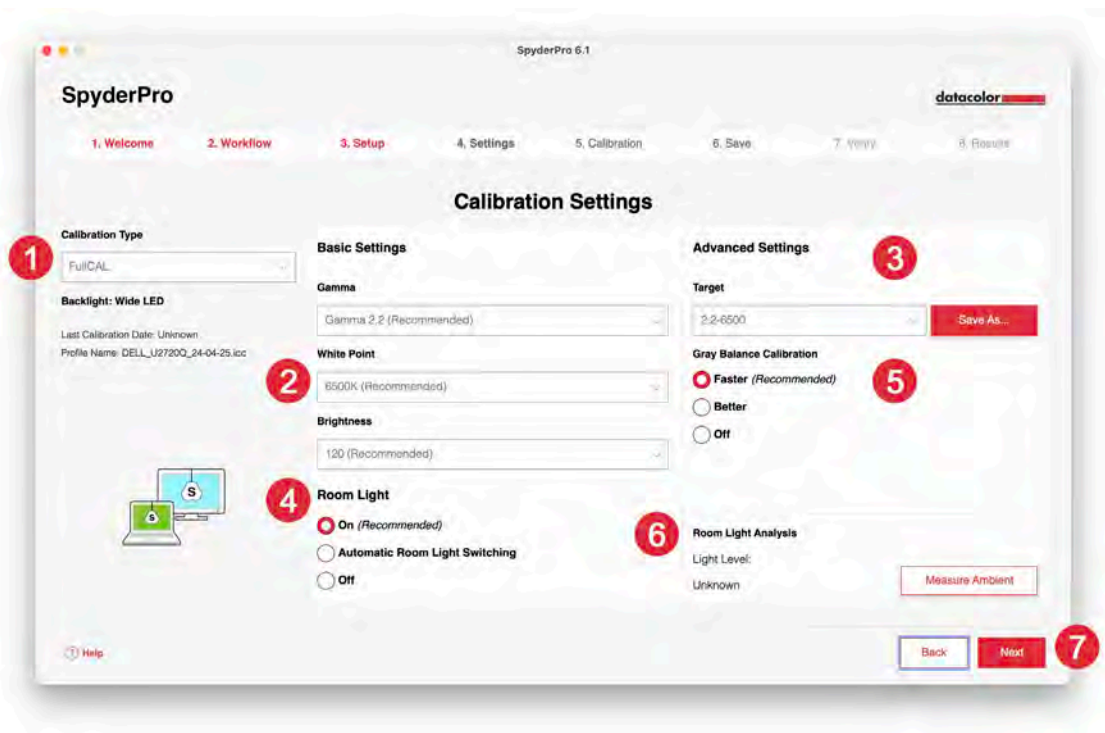 SpyderPro 6.1
SpyderPro
datacolor
1. Welcome 2. Workflow 3. Setup 4. Settings 5. Calibration 6. Save 7. Verify 8. Results
Calibration Settings
1
Calibration Type
FullCAL
Backlight: Wide LED
Last Calibration Date: Unknown
Profile Name: DELL_U2720Q_24-04-25.icc
S
S
Basic Settings
Gamma
Gamma 2.2 (Recommended)
2
White Point
6500K (Recommended)
Brightness
120 (Recommended)
4
Room Light
On (Recommended)
Automatic Room Light Switching
Off
3
Advanced Settings
Target
2.2-6500
Save As...
5
Gray Balance Calibration
Faster (Recommended)
Better
Off
6
Room Light Analysis
Light Level:
Unknown
Measure Ambient
? Help
Back
Next
7